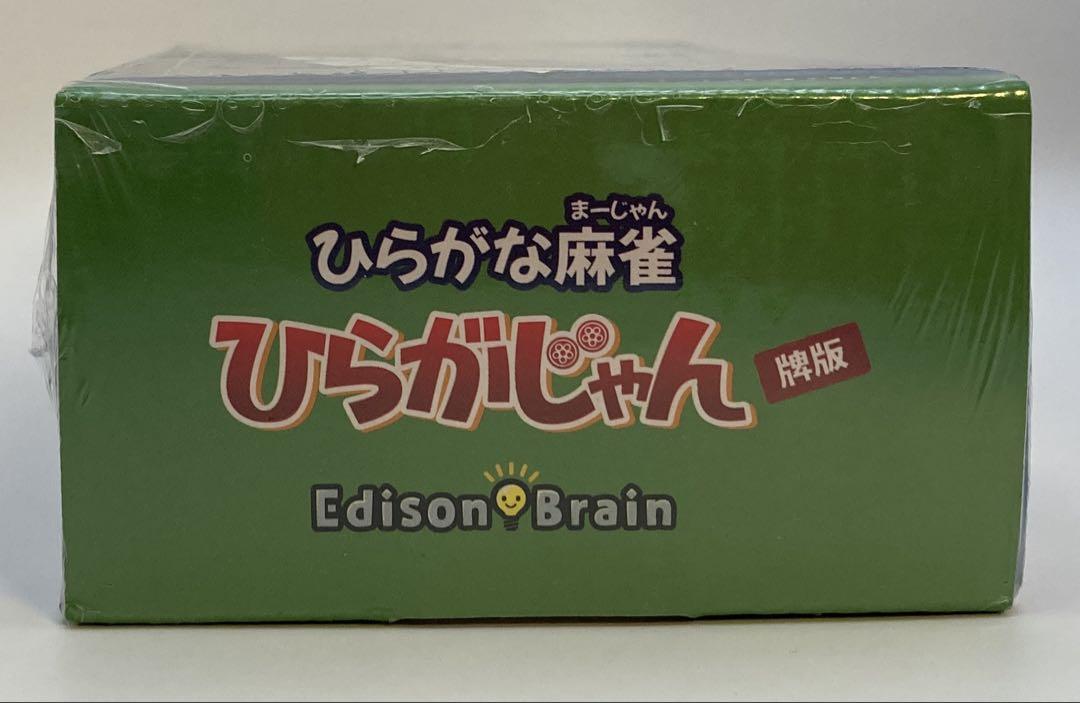 まーじゃん
ひらがな麻雀
ひらがじゃん
牌版
Edison Brain